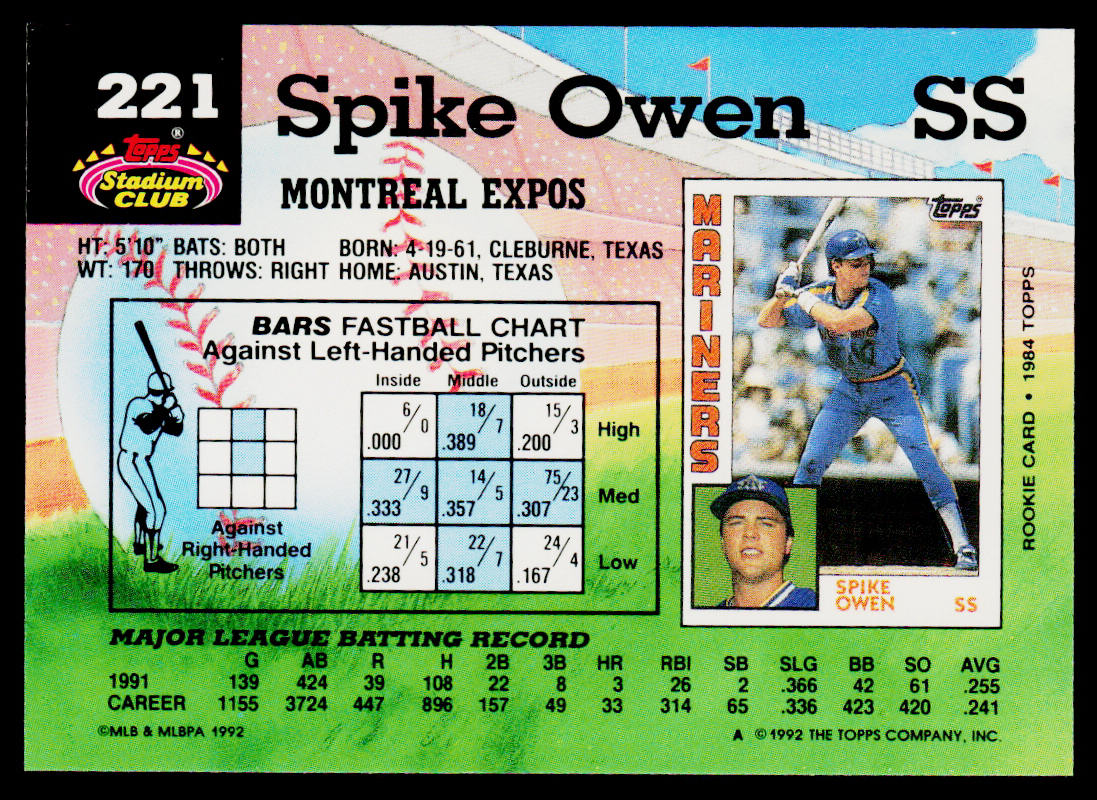 221
Spike Owen SS
Topps®
Stadium
CLUB
MONTREAL EXPOS
HT: 5'10" BATS: BOTH BORN: 4-19-61, CLEBURNE, TEXAS
WT: 170 THROWS: RIGHT HOME: AUSTIN, TEXAS
BARS FASTBALL CHART
Against Left-Handed Pitchers
Inside Middle Outside
6/0 .000 18/7 .389 15/3 .200 High
27/9 .333 14/5 .357 75/23 .307 Med
21/5 .238 22/7 .318 24/4 .167 Low
Against
Right-Handed
Pitchers
MARINERS
Topps
SPIKE
OWEN SS
ROOKIE CARD • 1984 TOPPS
MAJOR LEAGUE BATTING RECORD
G AB R H 2B 3B HR RBI SB SLG BB SO AVG
1991 139 424 39 108 22 8 3 26 2 .366 42 61 .255
CAREER 1155 3724 447 896 157 49 33 314 65 .336 423 420 .241
©MLB & MLBPA 1992 A ©1992 THE TOPPS COMPANY, INC.